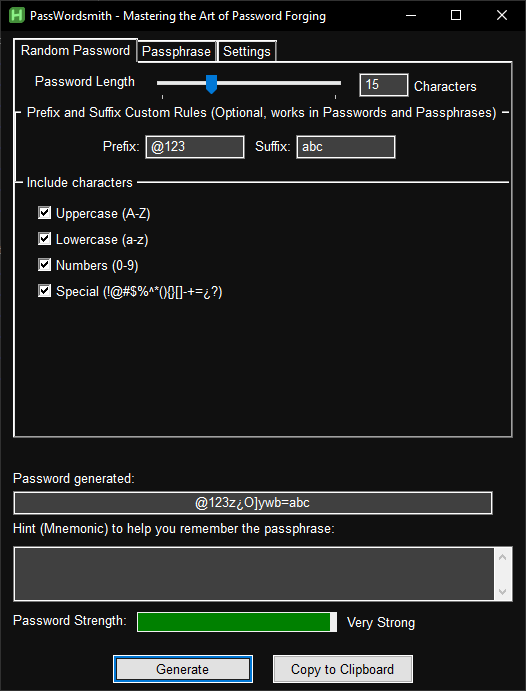 PassWordsmith - Mastering the Art of Password Forging
Random Password Passphrase Settings
Password Length 15 Characters
Prefix and Suffix Custom Rules (Optional, works in Passwords and Passphrases)
Prefix: @123 Suffix: abc
Include characters
Uppercase (A-Z)
Lowercase (a-z)
Numbers (0-9)
Special (!@#$%^*(){}[]-+=¿?)
Password generated:
@123z¿O]ywb=abc
Hint (Mnemonic) to help you remember the passphrase:
Password Strength: Very Strong
Generate Copy to Clipboard